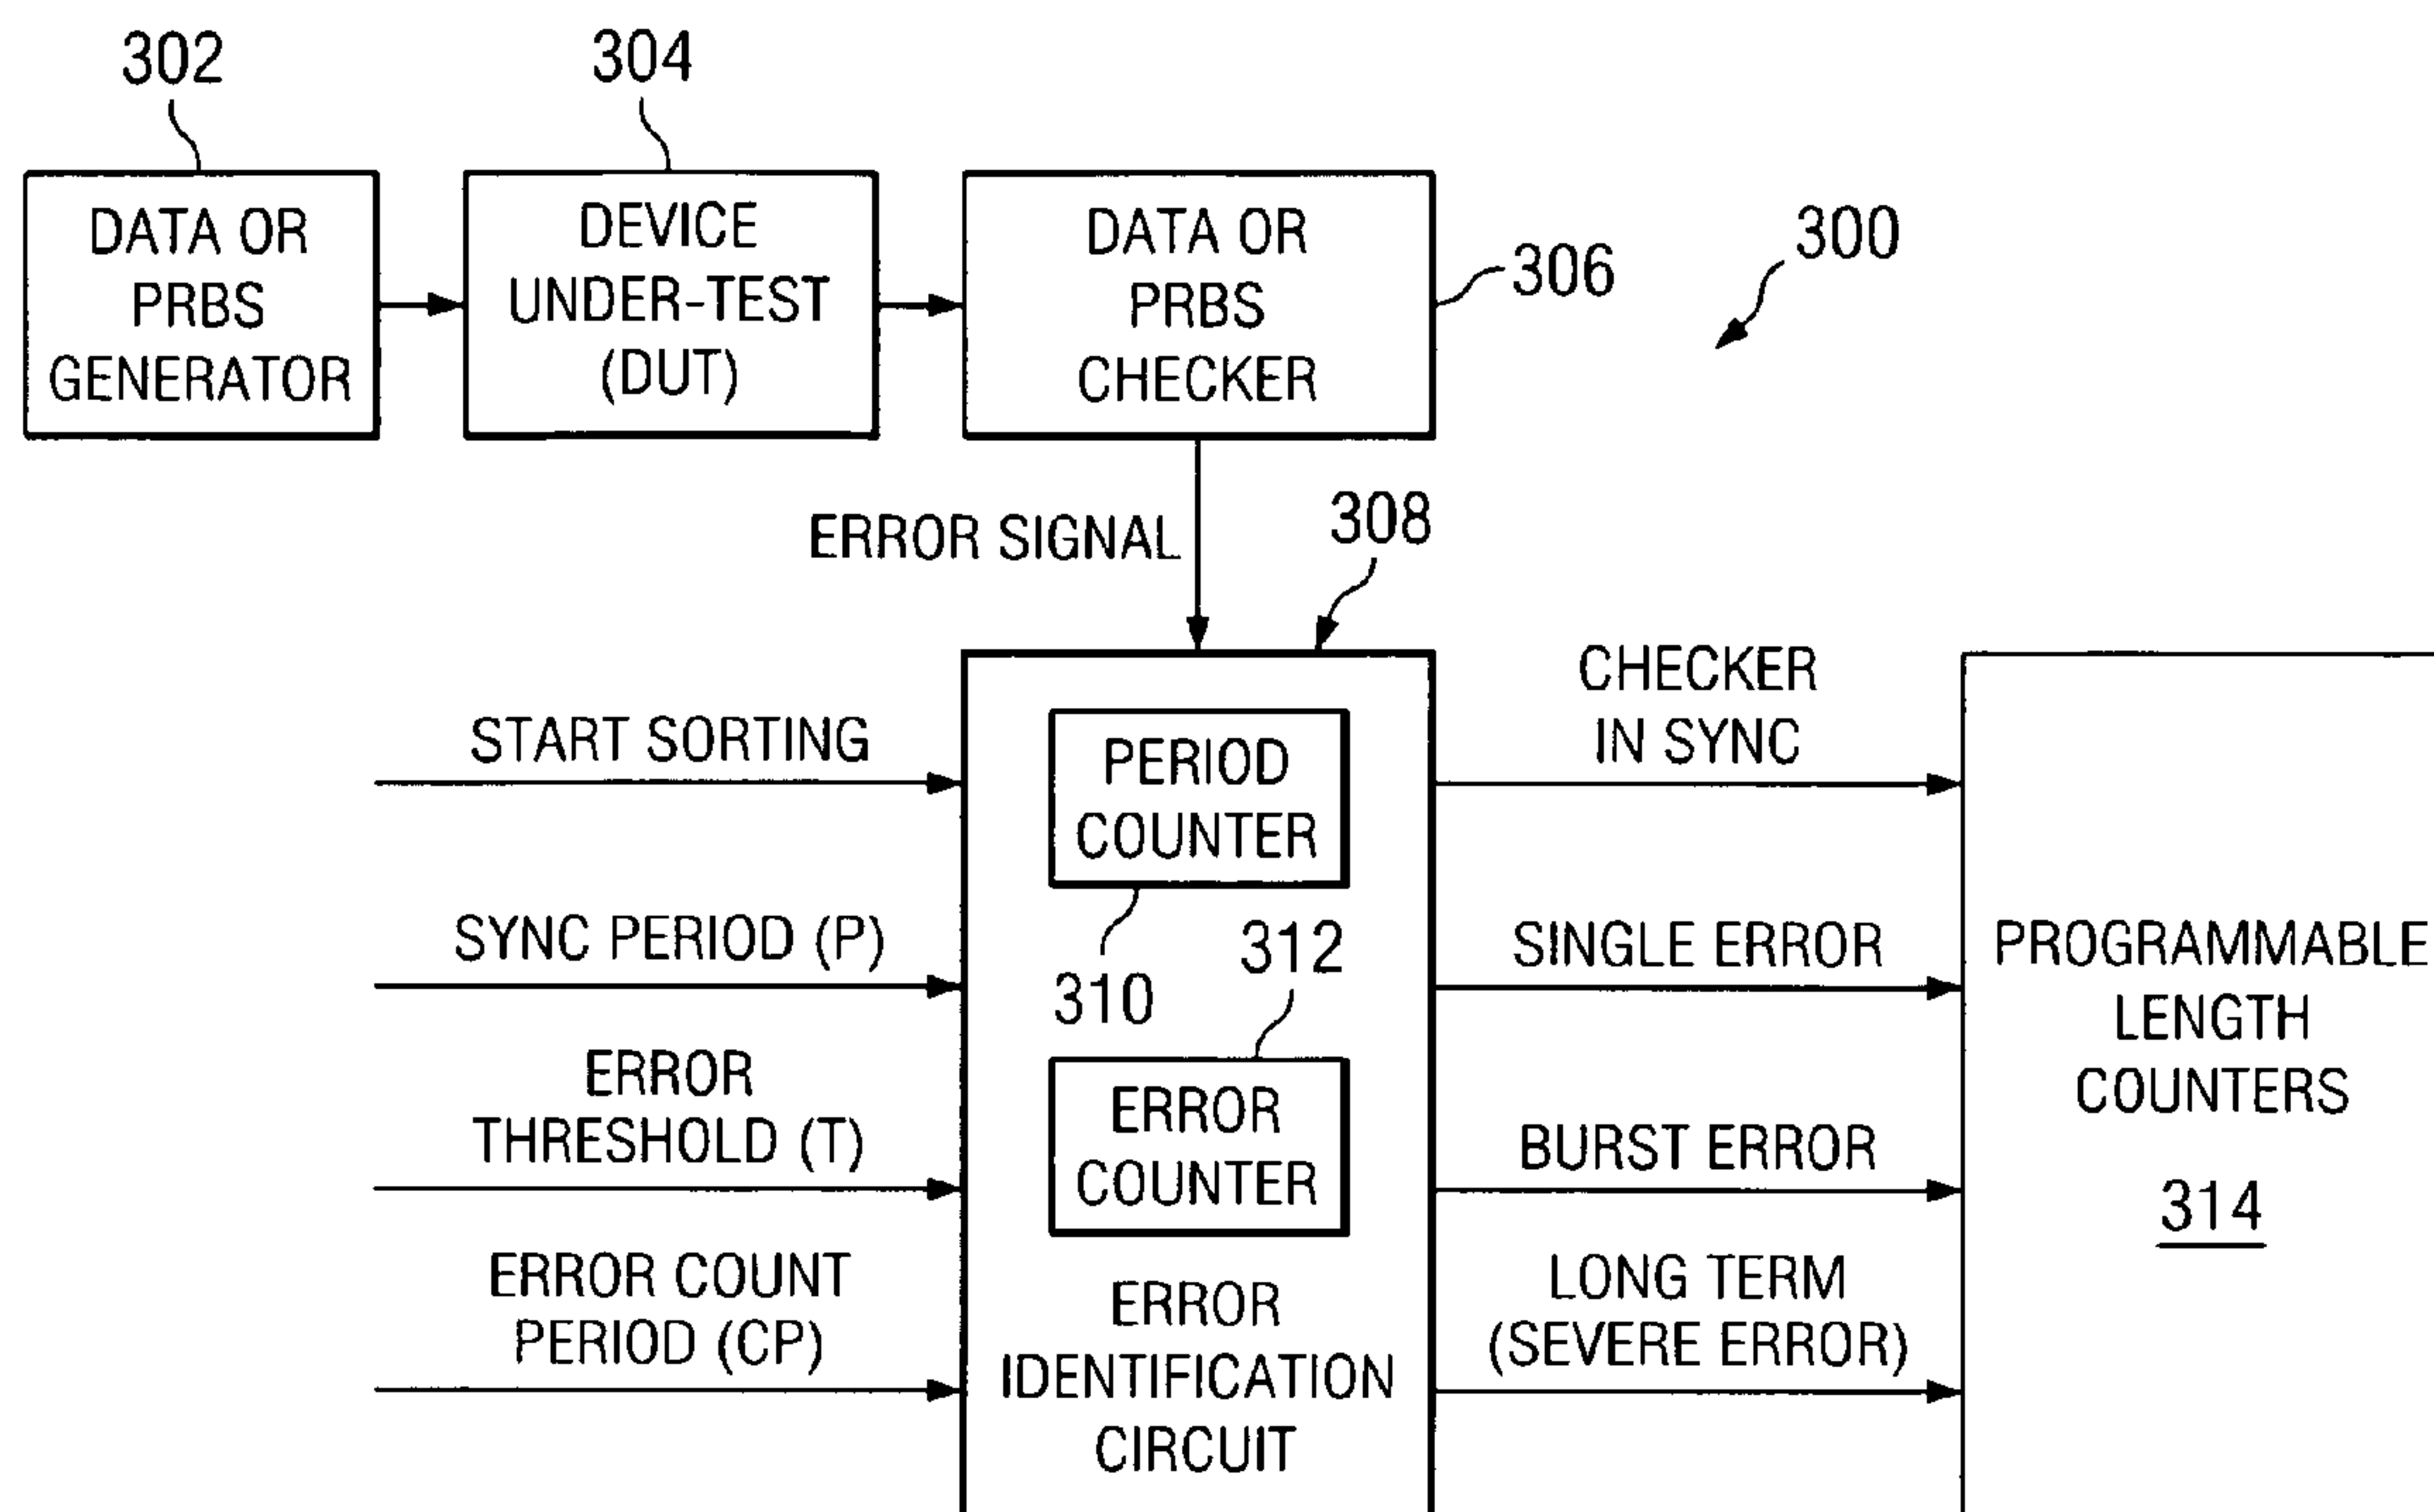 302
304
DATA OR
PRBS
GENERATOR
DEVICE
UNDER-TEST
(DUT)
DATA OR
PRBS
CHECKER
306
300
ERROR SIGNAL
308
START SORTING
SYNC PERIOD (P)
ERROR
THRESHOLD (T)
ERROR COUNT
PERIOD (CP)
PERIOD
COUNTER
310
312
ERROR
COUNTER
ERROR
IDENTIFICATION
CIRCUIT
CHECKER
IN SYNC
SINGLE ERROR
BURST ERROR
LONG TERM
(SEVERE ERROR)
PROGRAMMABLE
LENGTH
COUNTERS
314